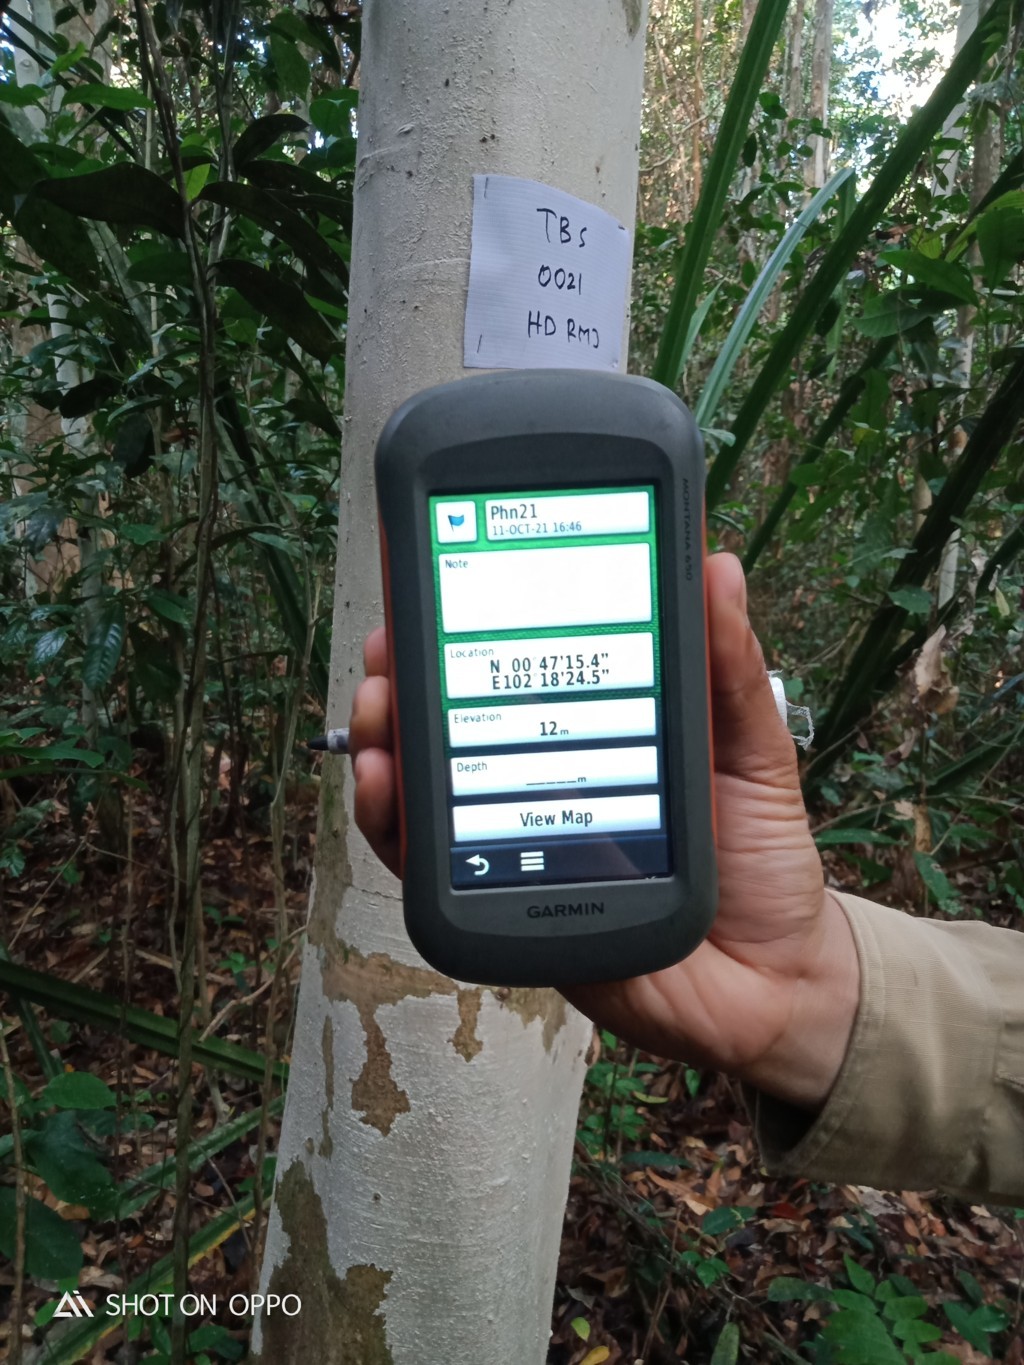 TBS
0021
HD RMJ
MONTANA 650
Phn21
11-OCT-21 16:46
Note
Location
N 00°47'15.4"
E102°18'24.5"
Elevation
12m
Depth
_____m
View Map
GARMIN
SHOT ON OPPO